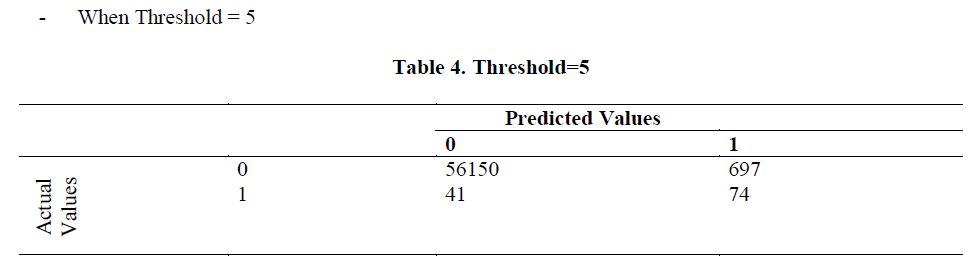 - When Threshold = 5
Table 4. Threshold=5
Predicted Values
0 1
Actual
Values
0 56150 697
1 41 74